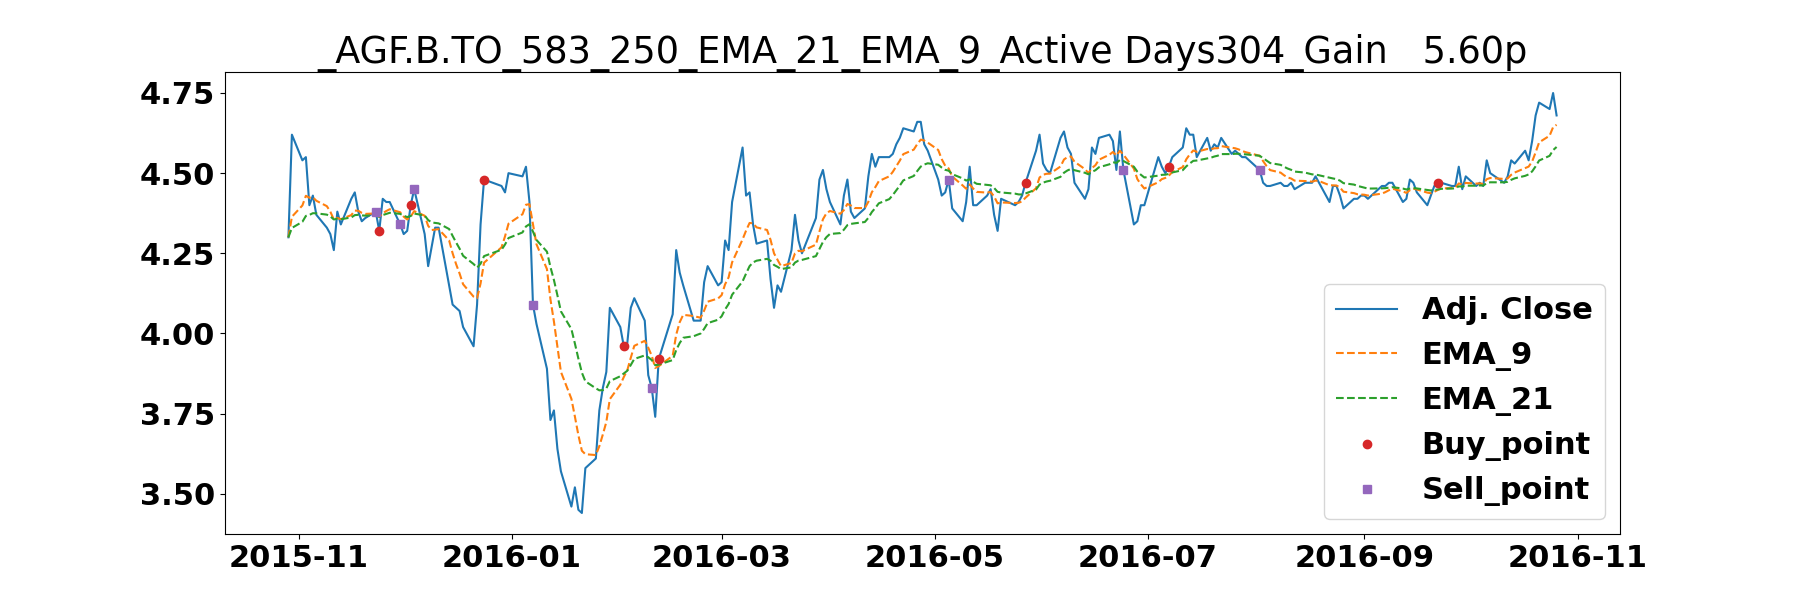 _AGF.B.TO_583_250_EMA_21_EMA_9_Active Days304_Gain   5.60p
4.75
4.50
4.25
4.00
3.75
3.50
Adj. Close
EMA_9
EMA_21
Buy_point
Sell_point
2015-11 2016-01 2016-03 2016-05 2016-07 2016-09 2016-11